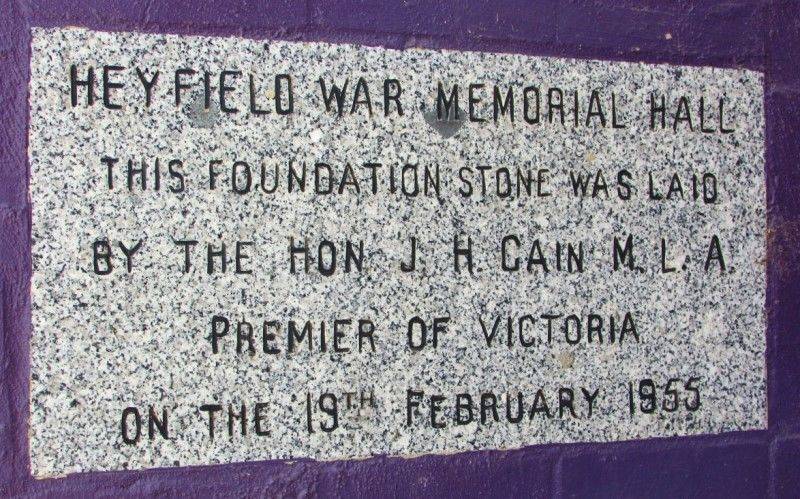 HEYFIELD WAR MEMORIAL HALL
THIS FOUNDATION STONE WAS LAID
BY THE HON. J. H. CAIN M. L. A.
PREMIER OF VICTORIA
ON THE 19TH FEBRUARY 1955